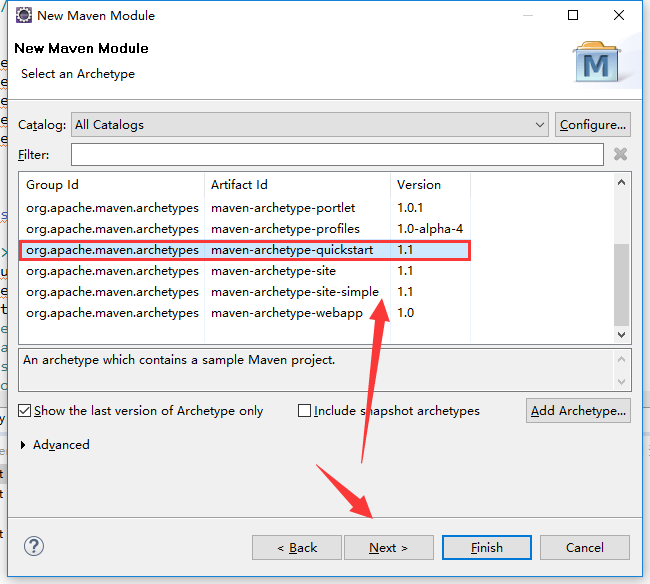 New Maven Module
New Maven Module
Select an Archetype
M
Catalog: All Catalogs Configure...
Filter:
Group Id Artifact Id Version
org.apache.maven.archetypes maven-archetype-portlet 1.0.1
org.apache.maven.archetypes maven-archetype-profiles 1.0-alpha-4
org.apache.maven.archetypes maven-archetype-quickstart 1.1
org.apache.maven.archetypes maven-archetype-site 1.1
org.apache.maven.archetypes maven-archetype-site-simple 1.1
org.apache.maven.archetypes maven-archetype-webapp 1.0
An archetype which contains a sample Maven project.
Show the last version of Archetype only Include snapshot archetypes Add Archetype...
Advanced
? < Back Next > Finish Cancel